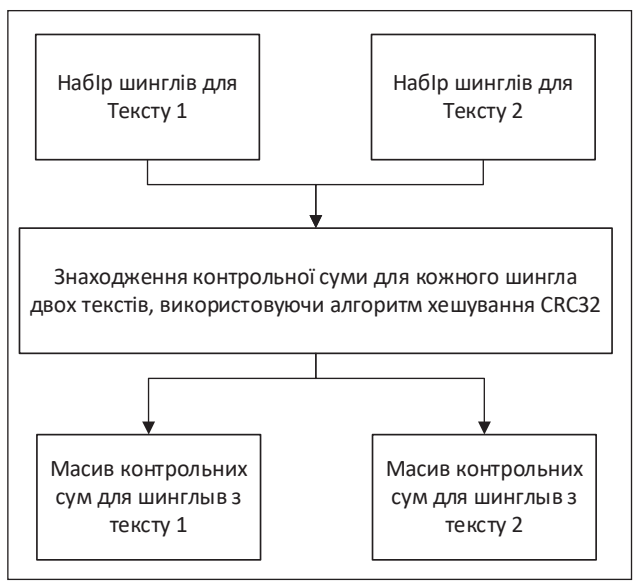 НабІр шинглів для
Тексту 1
НабІр шинглів для
Тексту 2
Знаходження контрольної суми для кожного шингла
двох текстів, використовуючи алгоритм хешування CRC32
Масив контрольних
сум для шинглыв з
тексту 1
Масив контрольних
сум для шинглыв з
тексту 2